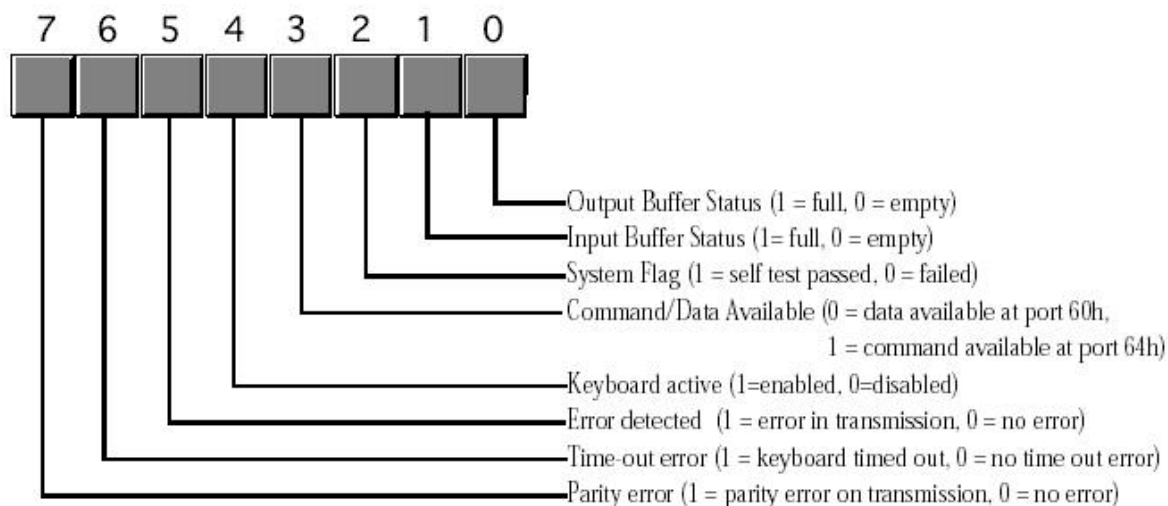 7 6 5 4 3 2 1 0
Output Buffer Status (1 = full, 0 = empty)
Input Buffer Status (1= full, 0 = empty)
System Flag (1 = self test passed, 0 = failed)
Command/Data Available (0 = data available at port 60h,
1 = command available at port 64h)
Keyboard active (1=enabled, 0=disabled)
Error detected (1 = error in transmission, 0 = no error)
Time-out error (1 = keyboard timed out, 0 = no time out error)
Parity error (1 = parity error on transmission, 0 = no error)